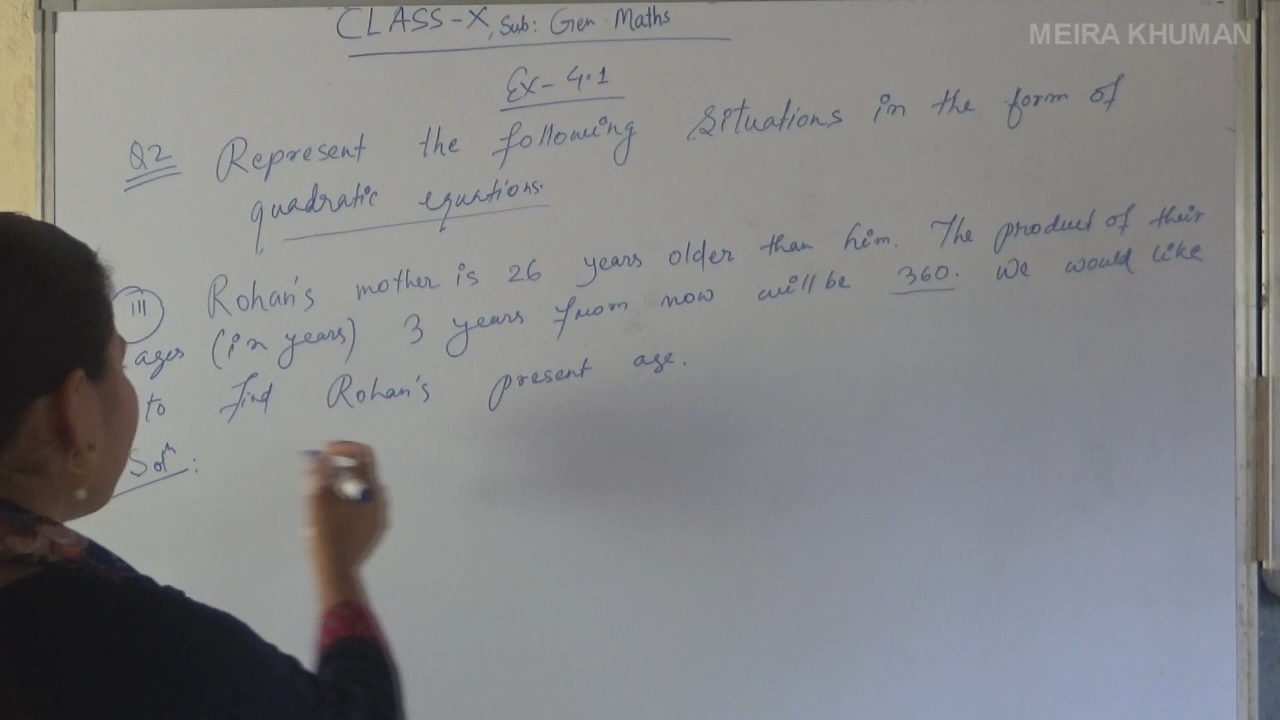 CLASS-X, Sub: Gen Maths
MEIRA KHUMAN
Ex- 4.1
Q2 Represent the following situations in the form of
quadratic equations.
III Rohan's mother is 26 years older than him. The product of their
ages (in years) 3 years from now will be 360. We would like
to find Rohan's present age.
Solⁿ: